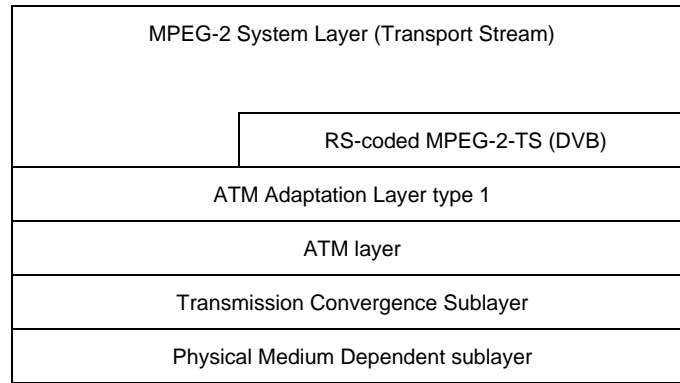 MPEG-2 System Layer (Transport Stream)
RS-coded MPEG-2-TS (DVB)
ATM Adaptation Layer type 1
ATM layer
Transmission Convergence Sublayer
Physical Medium Dependent sublayer